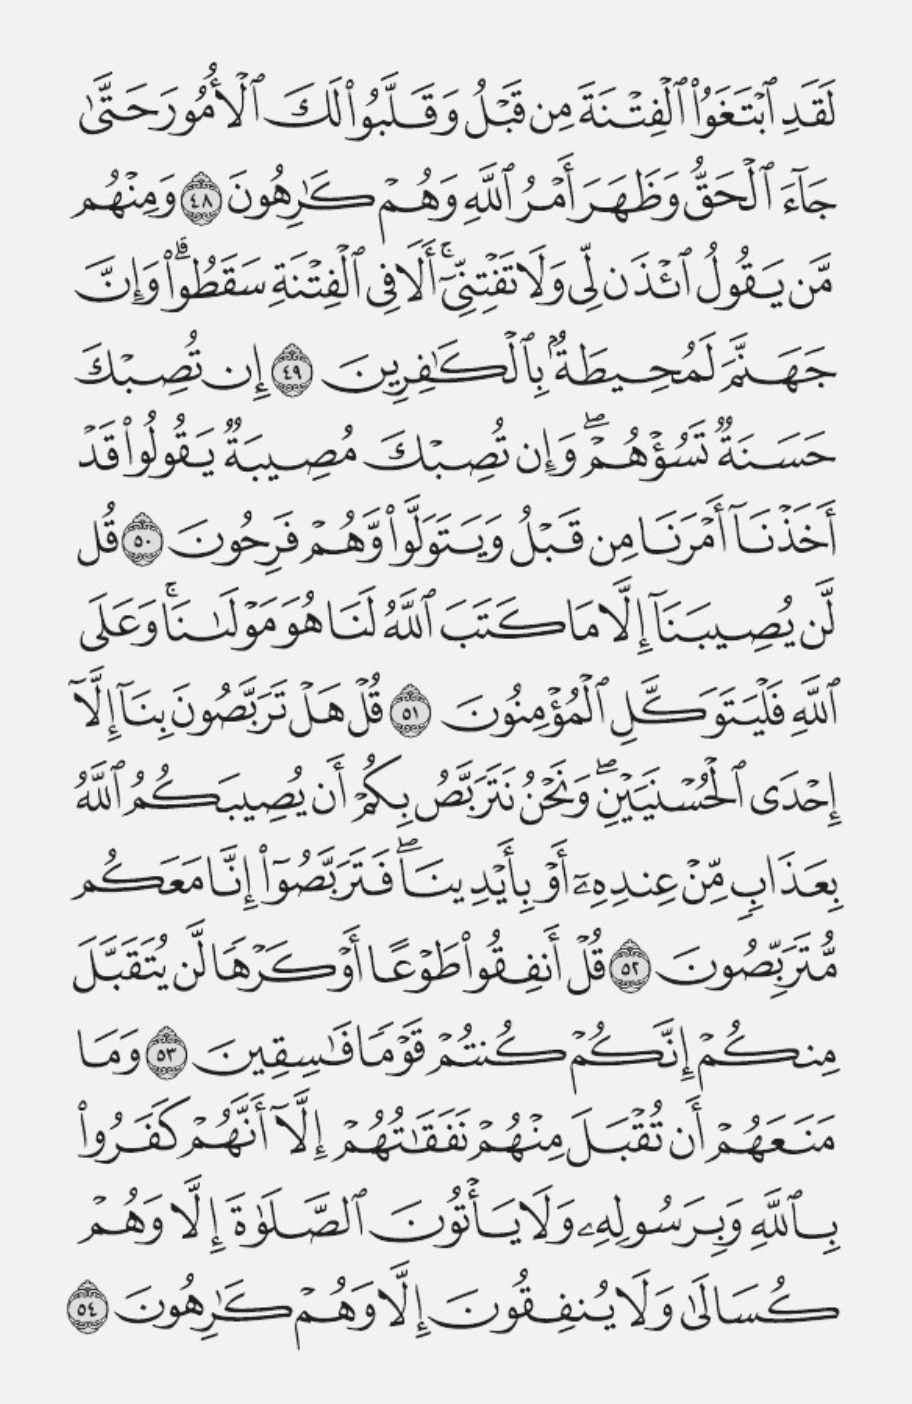 لَقَدِ ٱبْتَغَوُا۟ ٱلْفِتْنَةَ مِن قَبْلُ وَقَلَّبُوا۟ لَكَ ٱلْأُمُورَ حَتَّىٰ
جَآءَ ٱلْحَقُّ وَظَهَرَ أَمْرُ ٱللَّهِ وَهُمْ كَـٰرِهُونَ ٤٨ وَمِنْهُم
مَّن يَقُولُ ٱئْذَن لِّى وَلَا تَفْتِنِّىٓ ۚ أَلَا فِى ٱلْفِتْنَةِ سَقَطُوا۟ ۗ وَإِنَّ
جَهَنَّمَ لَمُحِيطَةٌۢ بِٱلْكَـٰفِرِينَ ٤٩ إِن تُصِبْكَ
حَسَنَةٌ تَسُؤْهُمْ ۖ وَإِن تُصِبْكَ مُصِيبَةٌ يَقُولُوا۟ قَدْ
أَخَذْنَآ أَمْرَنَا مِن قَبْلُ وَيَتَوَلَّوا۟ وَّهُمْ فَرِحُونَ ٥٠ قُل
لَّن يُصِيبَنَآ إِلَّا مَا كَتَبَ ٱللَّهُ لَنَا هُوَ مَوْلَىٰنَا ۚ وَعَلَى
ٱللَّهِ فَلْيَتَوَكَّلِ ٱلْمُؤْمِنُونَ ٥١ قُلْ هَلْ تَرَبَّصُونَ بِنَآ إِلَّآ
إِحْدَى ٱلْحُسْنَيَيْنِ ۖ وَنَحْنُ نَتَرَبَّصُ بِكُمْ أَن يُصِيبَكُمُ ٱللَّهُ
بِعَذَابٍ مِّنْ عِندِهِۦٓ أَوْ بِأَيْدِينَا ۖ فَتَرَبَّصُوٓا۟ إِنَّا مَعَكُم
مُّتَرَبِّصُونَ ٥٢ قُلْ أَنفِقُوا۟ طَوْعًا أَوْ كَرْهًا لَّن يُتَقَبَّلَ
مِنكُمْ إِنَّكُمْ كُنتُمْ قَوْمًا فَـٰسِقِينَ ٥٣ وَمَا
مَنَعَهُمْ أَن تُقْبَلَ مِنْهُمْ نَفَقَـٰتُهُمْ إِلَّآ أَنَّهُمْ كَفَرُوا۟
بِٱللَّهِ وَبِرَسُولِهِۦ وَلَا يَأْتُونَ ٱلصَّلَوٰةَ إِلَّا وَهُمْ
كُسَالَىٰ وَلَا يُنفِقُونَ إِلَّا وَهُمْ كَـٰرِهُونَ ٥٤